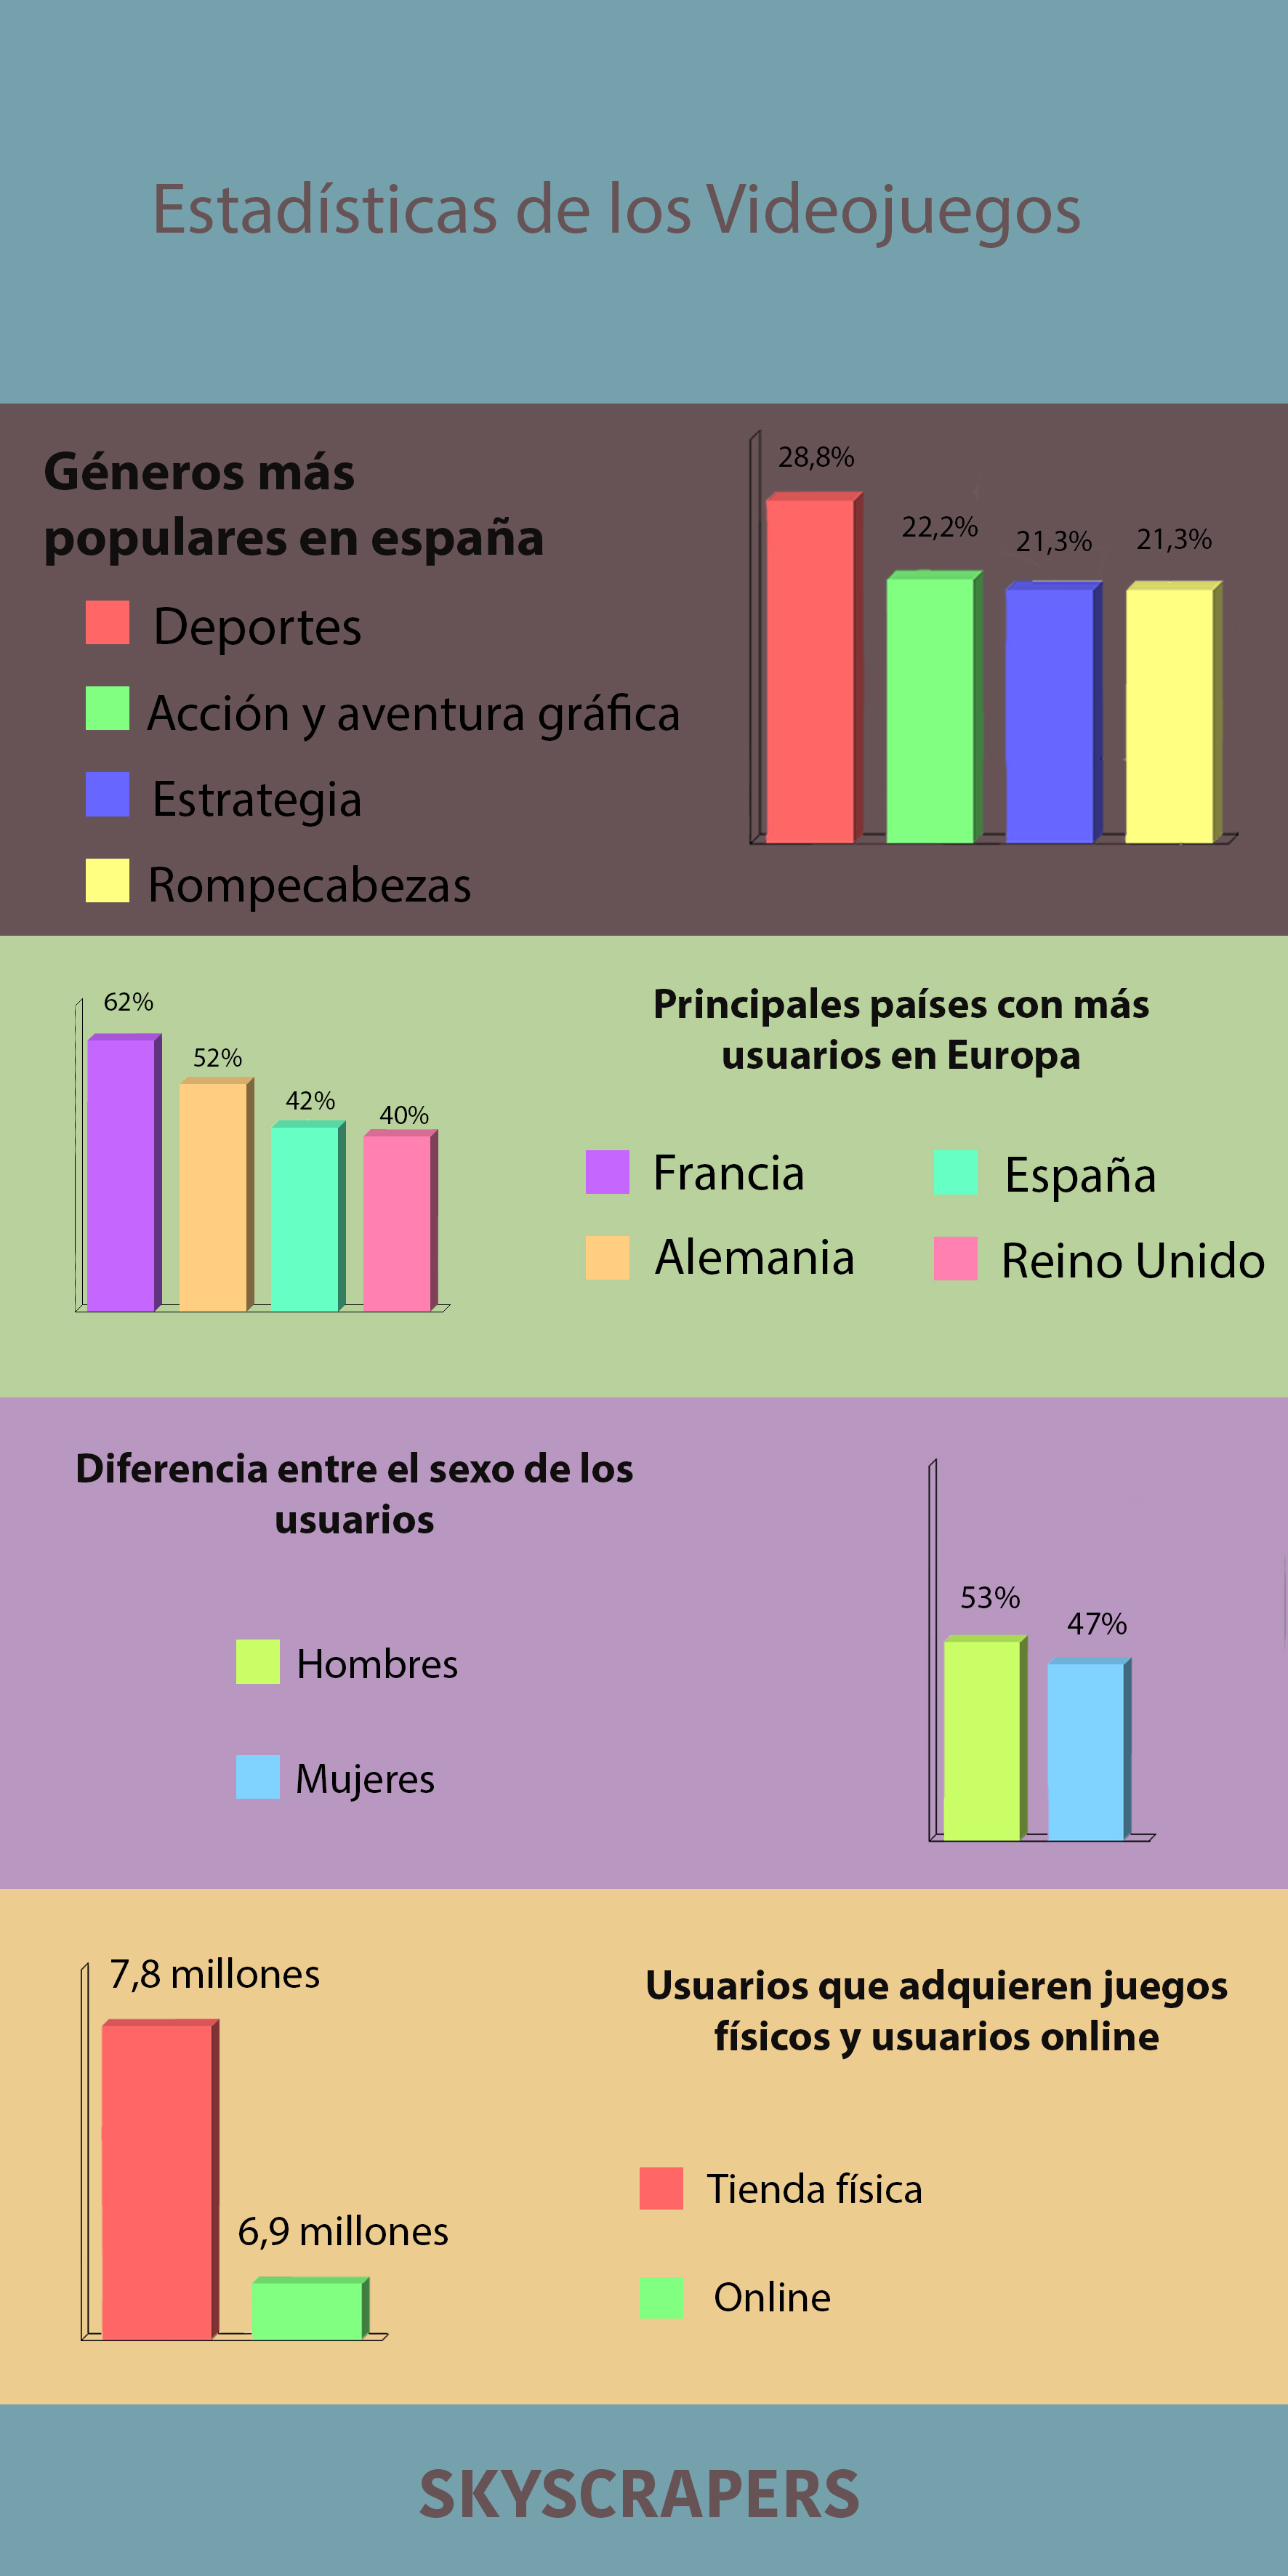 Estadísticas de los Videojuegos
Géneros más
populares en españa
Deportes
Acción y aventura gráfica
Estrategia
Rompecabezas
28,8%
22,2%
21,3%
21,3%
62%
52%
42%
40%
Principales países con más
usuarios en Europa
Francia
España
Alemania
Reino Unido
Diferencia entre el sexo de los
usuarios
Hombres
Mujeres
53%
47%
7,8 millones
6,9 millones
Usuarios que adquieren juegos
físicos y usuarios online
Tienda física
Online
SKYSCRAPERS